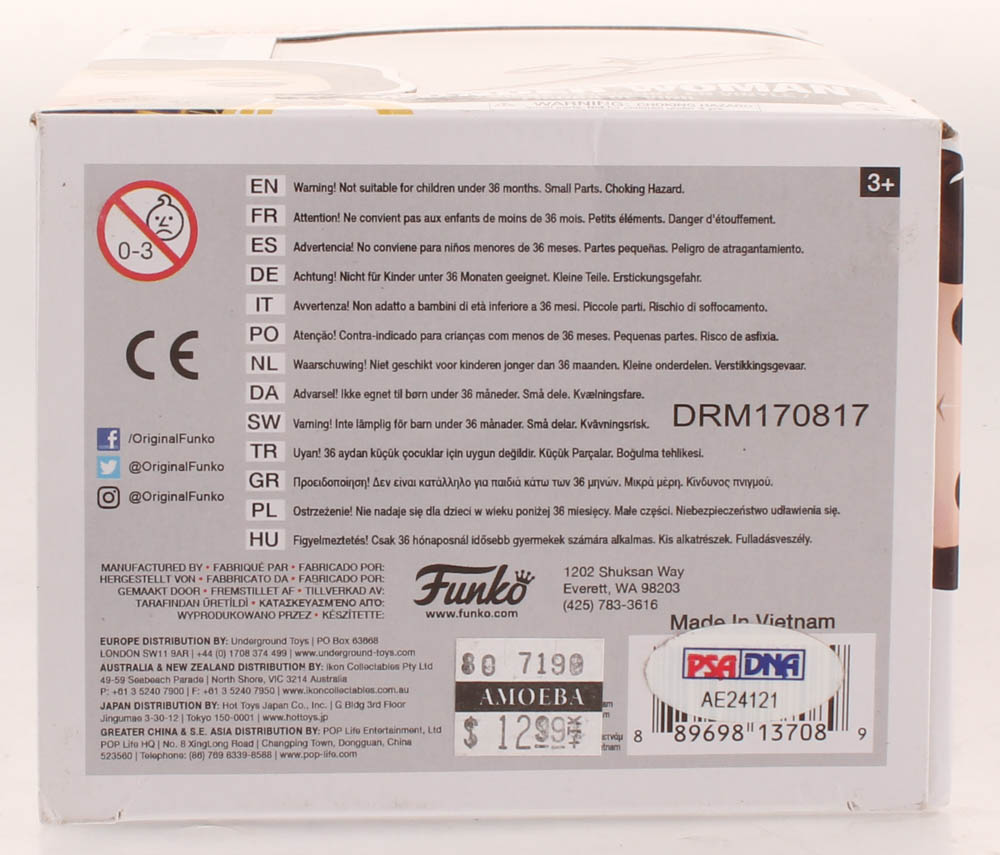 WOMAN
WARNING: CHOKING HAZARD
3+
0-3
EN Warning! Not suitable for children under 36 months. Small Parts. Choking Hazard.
FR Attention! Ne convient pas aux enfants de moins de 36 mois. Petits éléments. Danger d'étouffement.
ES Advertencia! No conviene para niños menores de 36 meses. Partes pequeñas. Peligro de atragantamiento.
DE Achtung! Nicht für Kinder unter 36 Monaten geeignet. Kleine Teile. Erstickungsgefahr.
IT Avvertenza! Non adatto a bambini di età inferiore a 36 mesi. Piccole parti. Rischio di soffocamento.
PO Atenção! Contra-indicado para crianças com menos de 36 meses. Pequenas partes. Risco de asfixia.
NL Waarschuwing! Niet geschikt voor kinderen jonger dan 36 maanden. Kleine onderdelen. Verstikkingsgevaar.
DA Advarsel! Ikke egnet til børn under 36 måneder. Små dele. Kvælningsfare.
SW Varning! Inte lämplig för barn under 36 månader. Små delar. Kvävningsrisk.
TR Uyarı! 36 aydan küçük çocuklar için uygun değildir. Küçük Parçalar. Boğulma tehlikesi.
GR Προειδοποίηση! Δεν είναι κατάλληλο για παιδιά κάτω των 36 μηνών. Μικρά μέρη. Κίνδυνος πνιγμού.
PL Ostrzeżenie! Nie nadaje się dla dzieci w wieku poniżej 36 miesięcy. Małe części. Niebezpieczeństwo udławienia się.
HU Figyelmeztetés! Csak 36 hónaposnál idősebb gyermekek számára alkalmas. Kis alkatrészek. Fulladásveszély.
CE
DRM170817
/OriginalFunko
@OriginalFunko
@OriginalFunko
MANUFACTURED BY • FABRIQUÉ PAR • FABRICADO POR:
HERGESTELLT VON • FABBRICATO DA • FABRICADO POR:
GEMAAKT DOOR • FREMSTILLET AF • TILLVERKAD AV:
TARAFINDAN ÜRETİLDİ • ΚΑΤΑΣΚΕΥΑΣΜΕΝΟ ΑΠΟ:
WYPRODUKOWANO PRZEZ • KÉSZÍTETTE:
Funko
www.funko.com
1202 Shuksan Way
Everett, WA 98203
(425) 783-3616
Made In Vietnam
EUROPE DISTRIBUTION BY: Underground Toys | PO Box 63868
LONDON SW11 9AR | +44 (0) 1708 374 499 | www.underground-toys.com
AUSTRALIA & NEW ZEALAND DISTRIBUTION BY: Ikon Collectables Pty Ltd
49-59 Seabeach Parade | North Shore, VIC 3214 Australia
P: +61 3 5240 7900 | F: +61 3 5240 7950 | www.ikoncollectables.com.au
JAPAN DISTRIBUTION BY: Hot Toys Japan Co., Inc. | G Bldg 3rd Floor
Jingumae 3-30-12 | Tokyo 150-0001 | www.hottoys.jp
GREATER CHINA & S.E. ASIA DISTRIBUTION BY: POP Life Entertainment, Ltd
POP Life HQ | No. 8 XingLong Road | Changping Town, Dongguan, China
523560 | Telephone: (86) 769 8339-8588 | www.pop-life.com
80 7190
AMOEBA
$ 12.99
PSA DNA
AE24121
8 89698 13708 9